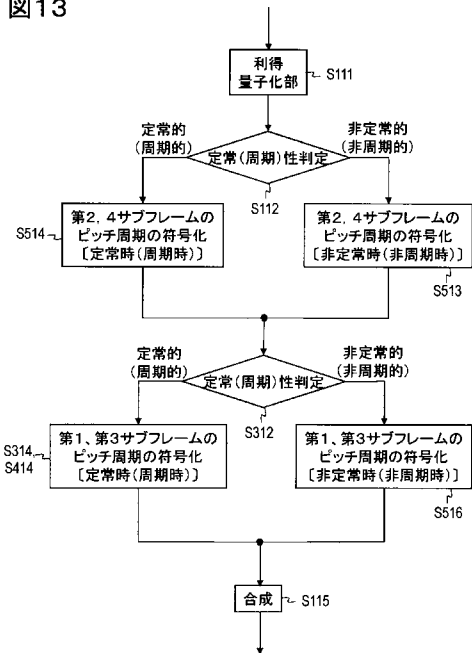 図13
利得
量子化部
S111
定常的
(周期的)
非定常的
(非周期的)
定常(周期)性判定
S112
第2, 4サブフレームの
ピッチ周期の符号化
〔定常時(周期時)〕
S514
第2, 4サブフレームの
ピッチ周期の符号化
〔非定常時(非周期時)〕
S513
定常的
(周期的)
非定常的
(非周期的)
定常(周期)性判定
S312
第1、第3サブフレームの
ピッチ周期の符号化
〔定常時(周期時)〕
S314
S414
第1、第3サブフレームの
ピッチ周期の符号化
〔非定常時(非周期時)〕
S516
合成
S115